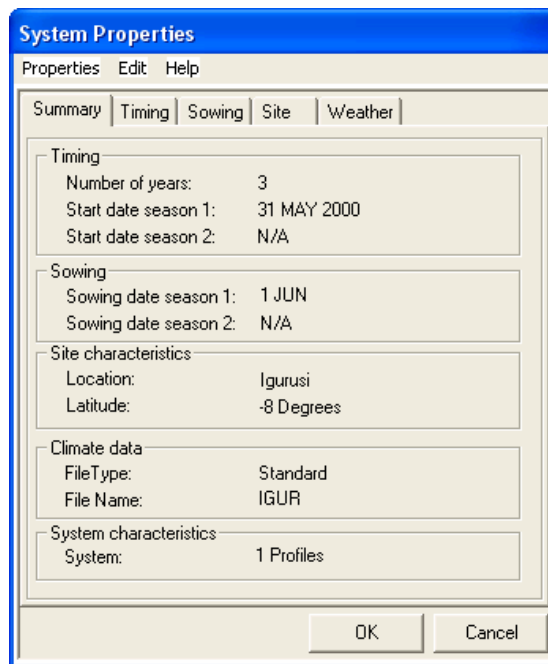 System Properties
Properties Edit Help
Summary Timing Sowing Site Weather
Timing
Number of years: 3
Start date season 1: 31 MAY 2000
Start date season 2: N/A
Sowing
Sowing date season 1: 1 JUN
Sowing date season 2: N/A
Site characteristics
Location: Igurusi
Latitude: -8 Degrees
Climate data
FileType: Standard
File Name: IGUR
System characteristics
System: 1 Profiles
OK Cancel